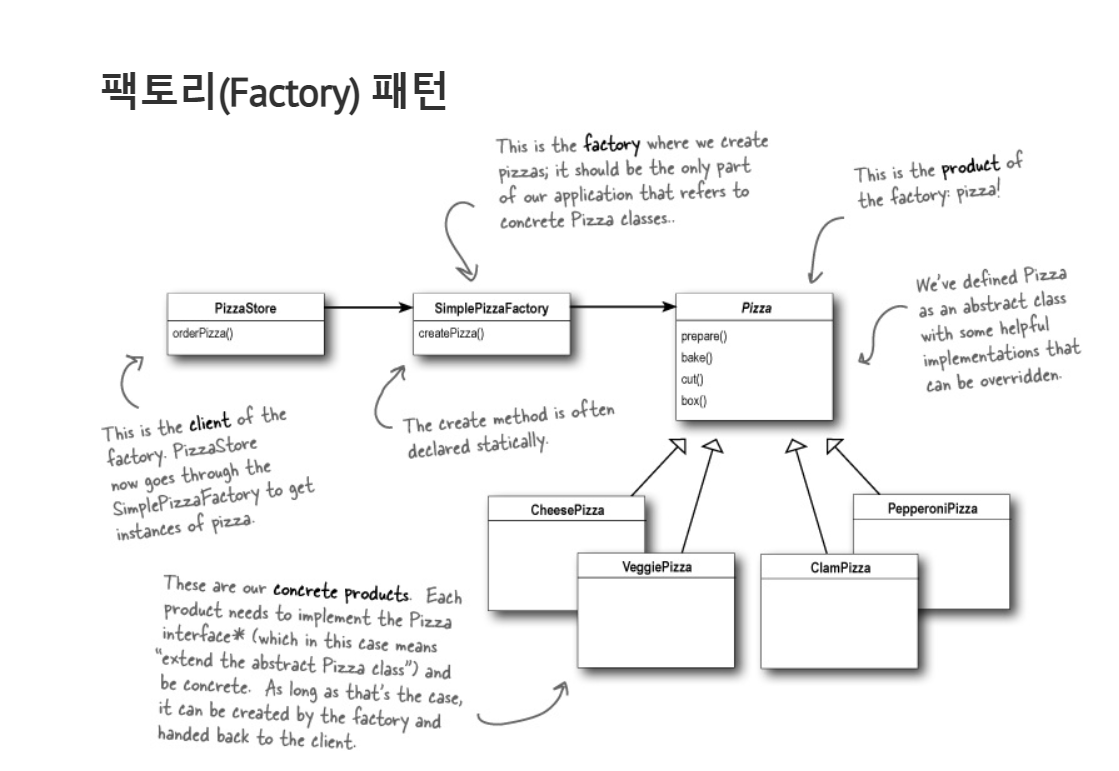 팩토리(Factory) 패턴
This is the factory where we create
pizzas; it should be the only part
of our application that refers to
concrete Pizza classes..
This is the product of
the factory: pizza!
We've defined Pizza
as an abstract class
with some helpful
implementations that
can be overridden.
PizzaStore
orderPizza()
SimplePizzaFactory
createPizza()
Pizza
prepare()
bake()
cut()
box()
This is the client of the
factory. PizzaStore
now goes through the
SimplePizzaFactory to get
instances of pizza.
The create method is often
declared statically.
CheesePizza
VeggiePizza
ClamPizza
PepperoniPizza
These are our concrete products. Each
product needs to implement the Pizza
interface* (which in this case means
"extend the abstract Pizza class") and
be concrete. As long as that's the case,
it can be created by the factory and
handed back to the client.